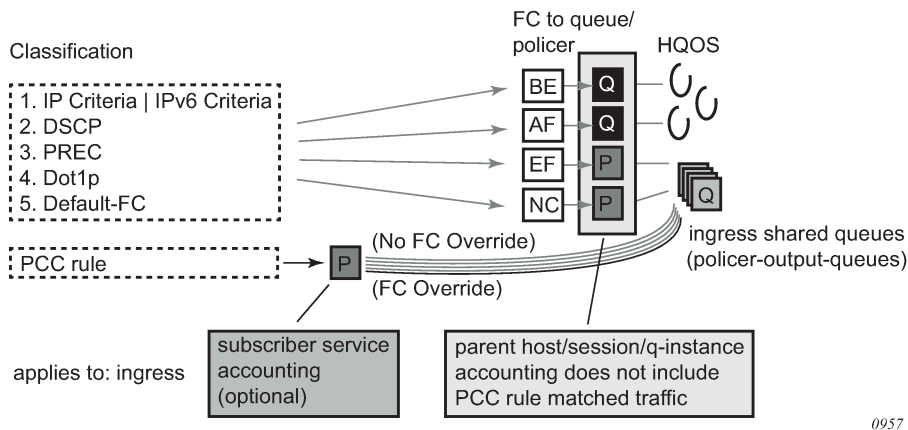 FC to queue/
policer
HQOS
Classification
1. IP Criteria | IPv6 Criteria
2. DSCP
3. PREC
4. Dot1p
5. Default-FC
BE
Q
AF
Q
EF
P
NC
P
Q
ingress shared queues
(policer-output-queues)
PCC rule
P
(No FC Override)
(FC Override)
applies to: ingress
subscriber service
accounting
(optional)
parent host/session/q-instance
accounting does not include
PCC rule matched traffic
0957